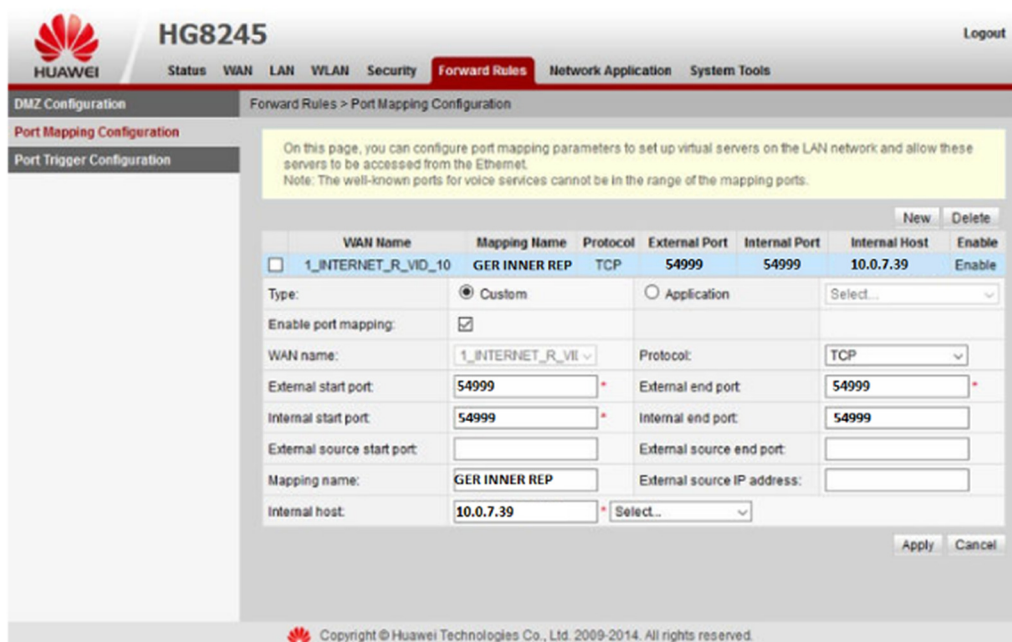 HUAWEI
HG8245
Logout
Status WAN LAN WLAN Security Forward Rules Network Application System Tools
DMZ Configuration
Port Mapping Configuration
Port Trigger Configuration
Forward Rules > Port Mapping Configuration
On this page, you can configure port mapping parameters to set up virtual servers on the LAN network and allow these
servers to be accessed from the Ethernet.
Note: The well-known ports for voice services cannot be in the range of the mapping ports.
New Delete
WAN Name Mapping Name Protocol External Port Internal Port Internal Host Enable
1_INTERNET_R_VID_10 GER INNER REP TCP 54999 54999 10.0.7.39 Enable
Type: Custom Application Select...
Enable port mapping:
WAN name: 1_INTERNET_R_VII Protocol: TCP
External start port: 54999 * External end port: 54999 *
Internal start port: 54999 * Internal end port: 54999
External source start port: External source end port:
Mapping name: GER INNER REP External source IP address:
Internal host: 10.0.7.39 * Select...
Apply Cancel
Copyright © Huawei Technologies Co., Ltd. 2009-2014. All rights reserved.